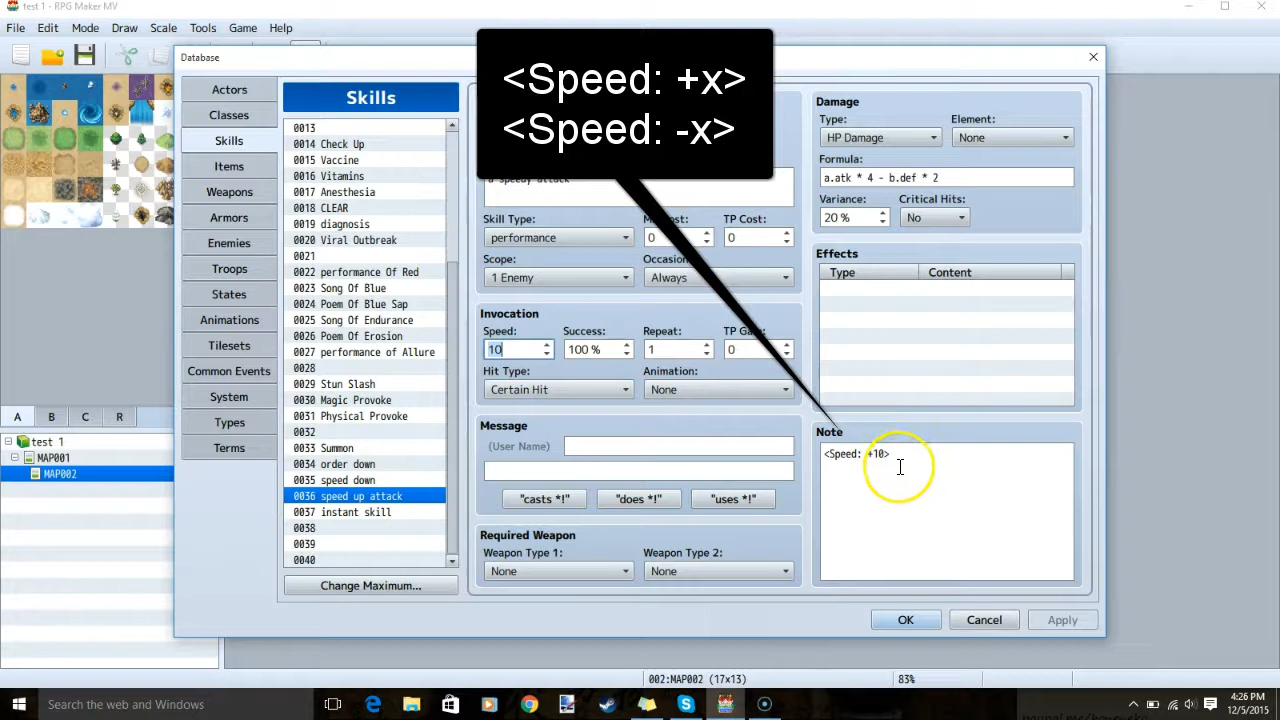 test 1 - RPG Maker MV
File Edit Mode Draw Scale Tools Game Help
Database
<Speed: +x>
<Speed: -x>
Actors
Classes
Skills
Items
Weapons
Armors
Enemies
Troops
States
Animations
Tilesets
Common Events
System
Types
Terms
Skills
0013
0014 Check Up
0015 Vaccine
0016 Vitamins
0017 Anesthesia
0018 CLEAR
0019 diagnosis
0020 Viral Outbreak
0021
0022 performance Of Red
0023 Song Of Blue
0024 Poem Of Blue Sap
0025 Song Of Endurance
0026 Poem Of Erosion
0027 performance of Allure
0028
0029 Stun Slash
0030 Magic Provoke
0031 Physical Provoke
0032
0033 Summon
0034 order down
0035 speed down
0036 speed up attack
0037 instant skill
0038
0039
0040
Change Maximum...
a speedy attack
Skill Type: TP Cost:
performance 0 0
Scope:
1 Enemy Always
Invocation
Speed: Success: Repeat:
10 100 % 1 0
Hit Type: Animation:
Certain Hit None
Message
(User Name)
"casts *!" "does *!" "uses *!"
Required Weapon
Weapon Type 1: Weapon Type 2:
None None
Damage
Type: Element:
HP Damage None
Formula:
a.atk * 4 - b.def * 2
Variance: Critical Hits:
20 % No
Effects
Type Content
Note
<Speed: +10>
OK Cancel Apply
A B C R
test 1
MAP001
MAP002
002:MAP002 (17x13) 83%
Search the web and Windows
4:26 PM
12/5/2015